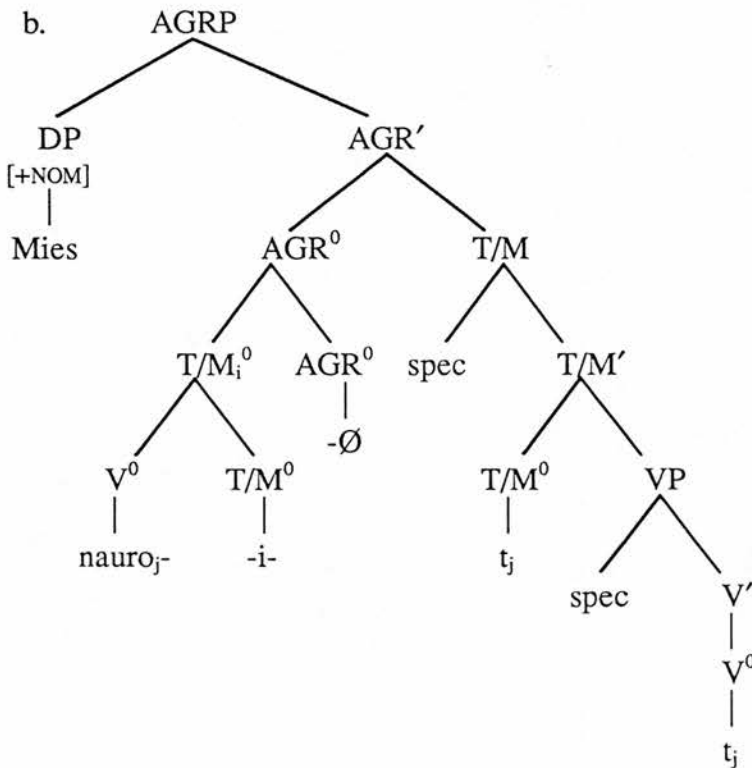 b. AGRP
DP AGR′
[+NOM]
Mies AGR⁰ T/M
T/Mᵢ⁰ AGR⁰ spec T/M′
-Ø
V⁰ T/M⁰ T/M⁰ VP
nauroⱼ- -i- tⱼ spec V′
V⁰
tⱼ